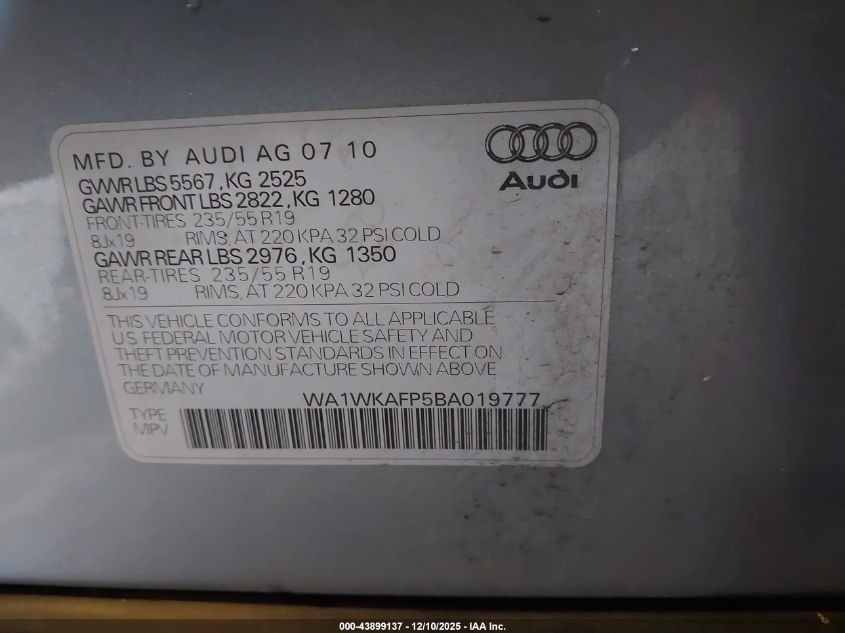 MFD. BY AUDI AG 07 10
GVWR LBS 5567, KG 2525
GAWR FRONT LBS 2822, KG 1280
FRONT-TIRES 235/55 R19
8Jx19 RIMS, AT 220 KPA 32 PSI COLD
GAWR REAR LBS 2976, KG 1350
REAR-TIRES 235/55 R19
8Jx19 RIMS, AT 220 KPA 32 PSI COLD
Audi
THIS VEHICLE CONFORMS TO ALL APPLICABLE
U.S. FEDERAL MOTOR VEHICLE SAFETY AND
THEFT PREVENTION STANDARDS IN EFFECT ON
THE DATE OF MANUFACTURE SHOWN ABOVE
GERMANY WA1WKAFP5BA019777
TYPE
MPV
000-43899137 - 12/10/2025 - IAA Inc.